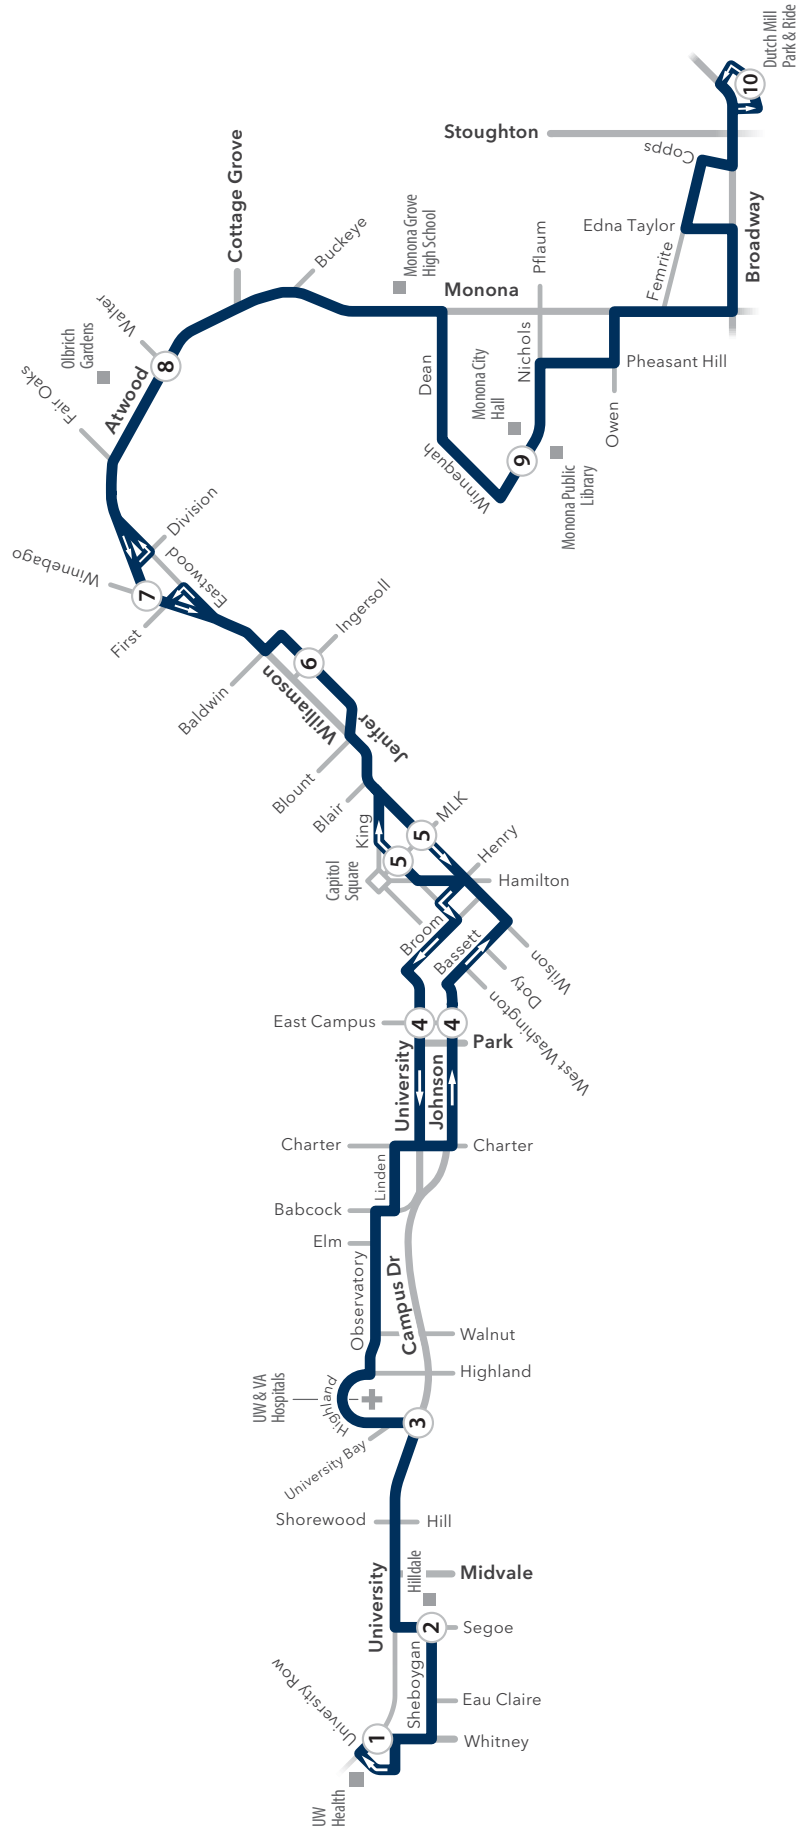 Dutch Mill
Park & Ride
10
Stoughton
Copps
Cottage Grove
Broadway
Edna Taylor
Buckeye
Monona Grove
High School
Pflaum
Femrite
Monona
Walter
Olbrich
Gardens
8
Fair Oaks
Atwood
Dean
Nichols
Pheasant Hill
Monona City
Hall
Owen
9
Winnequah
Monona Public
Library
Division
Winnebago
Eastwood
7
First
Ingersoll
6
Baldwin
Williamson
Jenifer
Blount
Blair
MLK
King
5
5
Henry
Capitol
Square
Hamilton
Broom
Bassett
Wilson
Doty
West Washington
East Campus
4
4
Park
University
Johnson
Charter
Charter
Linden
Babcock
Elm
Observatory
Campus Dr
Walnut
Highland
UW & VA
Hospitals
Highland
3
University Bay
Shorewood
Hill
University
Hilldale
Midvale
2
Segoe
Sheboygan
University Row
Eau Claire
1
Whitney
UW
Health